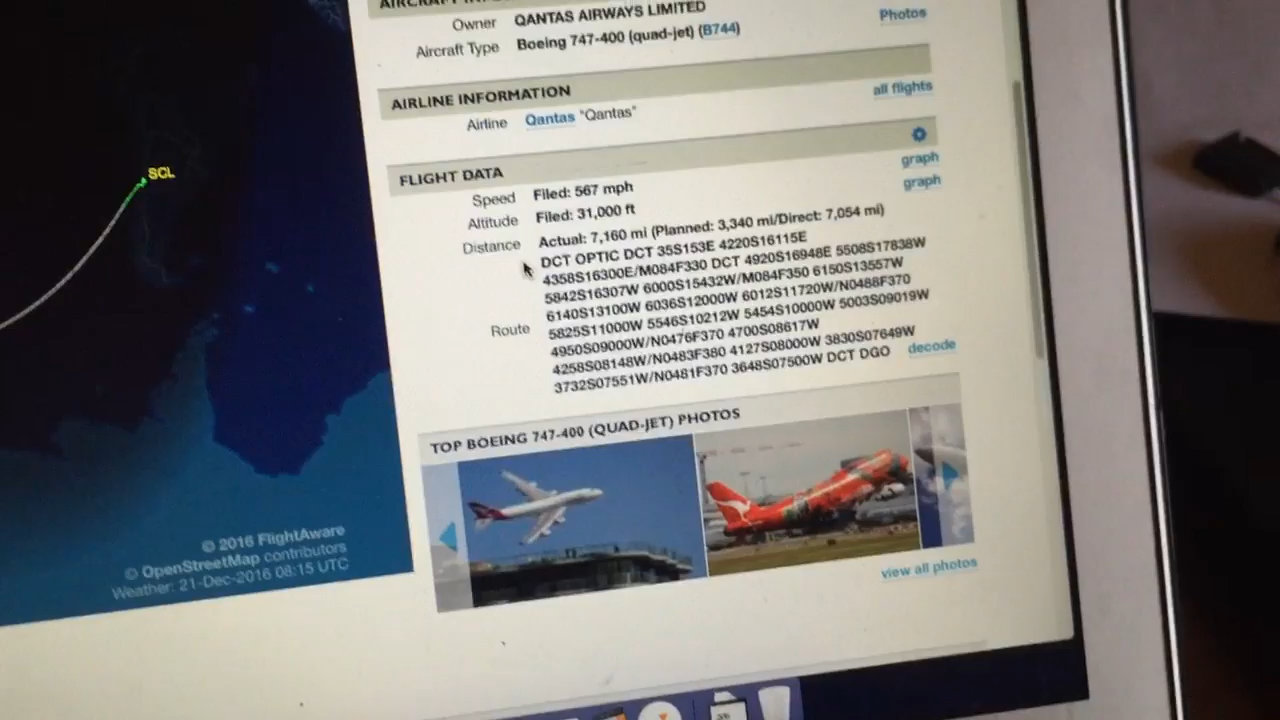 Owner QANTAS AIRWAYS LIMITED
Photos
Aircraft Type Boeing 747-400 (quad-jet) (B744)
AIRLINE INFORMATION
all flights
Airline Qantas "Qantas"
FLIGHT DATA
graph
Speed Filed: 567 mph
graph
Altitude Filed: 31,000 ft
Distance Actual: 7,160 mi (Planned: 3,340 mi/Direct: 7,054 mi)
DCT OPTIC DCT 35S153E 4220S16115E
4358S16300E/M084F330 DCT 4920S16948E 5508S17838W
5842S16307W 6000S15432W/M084F350 6150S13557W
6140S13100W 6036S12000W 6012S11720W/N0488F370
Route 5825S11000W 5546S10212W 5454S10000W 5003S09019W
4950S09000W/N0476F370 4700S08617W
4258S08148W/N0483F380 4127S08000W 3830S07649W
3732S07551W/N0481F370 3648S07500W DCT DGO
decode
TOP BOEING 747-400 (QUAD-JET) PHOTOS
view all photos
SCL
© 2016 FlightAware
© OpenStreetMap contributors
Weather: 21-Dec-2016 08:15 UTC